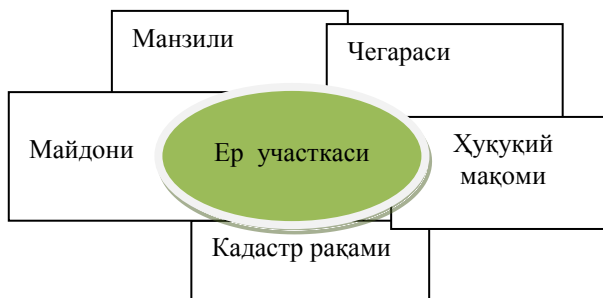 Манзили
Чегараси
Майдони
Ер участкаси
Ҳуқуқий
мақоми
Кадастр рақами